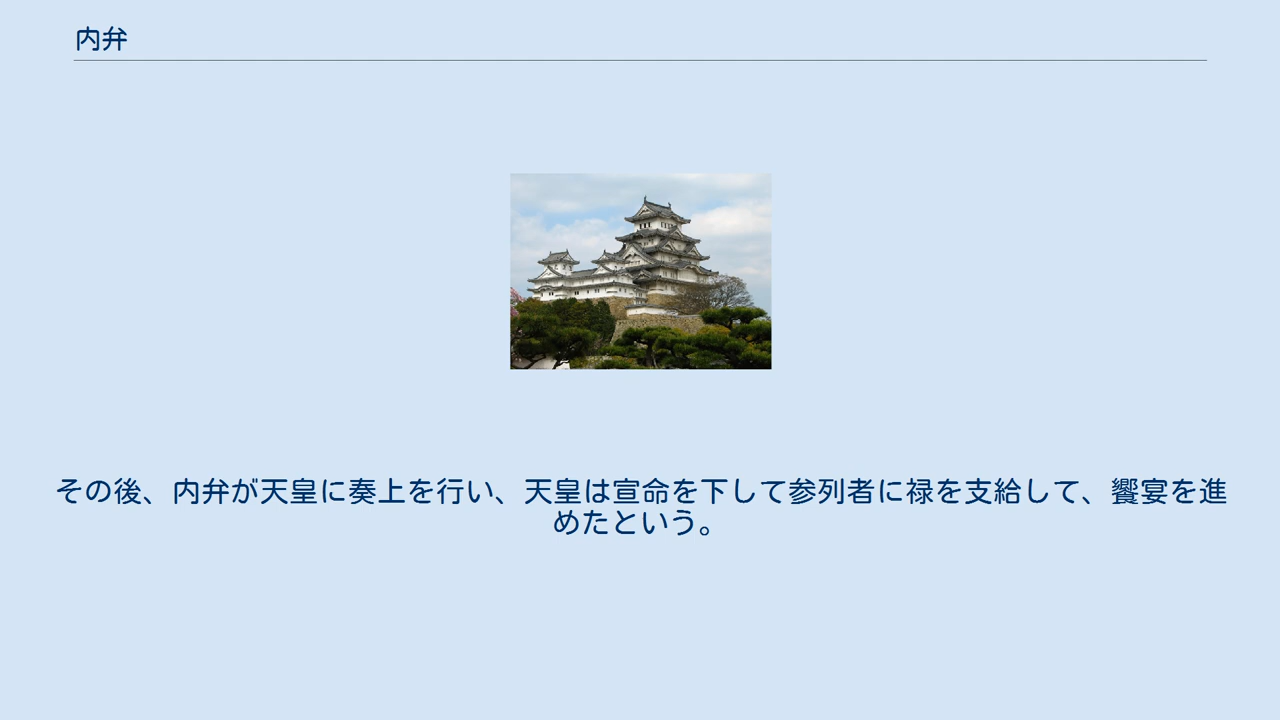 内弁
その後、内弁が天皇に奏上を行い、天皇は宣命を下して参列者に禄を支給して、饗宴を進
めたという。